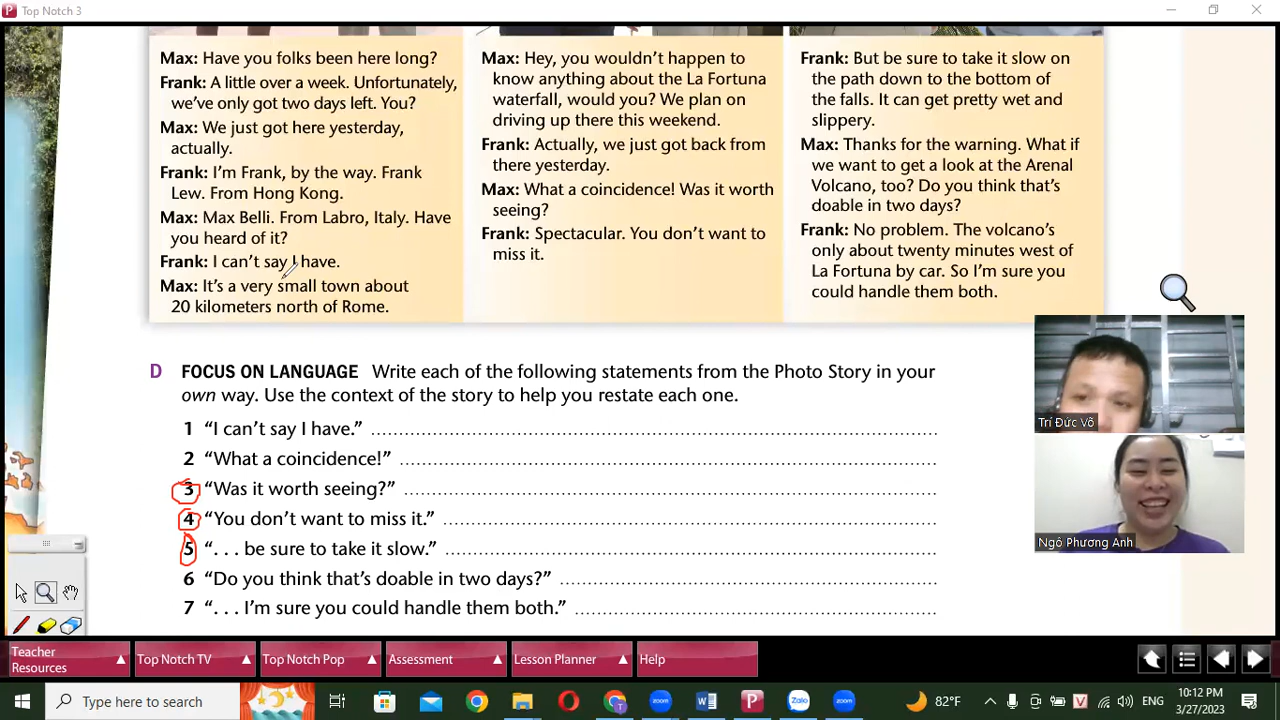 Top Notch 3
Max: Have you folks been here long?
Frank: A little over a week. Unfortunately,
we've only got two days left. You?
Max: We just got here yesterday,
actually.
Frank: I'm Frank, by the way. Frank
Lew. From Hong Kong.
Max: Max Belli. From Labro, Italy. Have
you heard of it?
Frank: I can't say I have.
Max: It's a very small town about
20 kilometers north of Rome.
Max: Hey, you wouldn't happen to
know anything about the La Fortuna
waterfall, would you? We plan on
driving up there this weekend.
Frank: Actually, we just got back from
there yesterday.
Max: What a coincidence! Was it worth
seeing?
Frank: Spectacular. You don't want to
miss it.
Frank: But be sure to take it slow on
the path down to the bottom of
the falls. It can get pretty wet and
slippery.
Max: Thanks for the warning. What if
we want to get a look at the Arenal
Volcano, too? Do you think that's
doable in two days?
Frank: No problem. The volcano's
only about twenty minutes west of
La Fortuna by car. So I'm sure you
could handle them both.
D FOCUS ON LANGUAGE Write each of the following statements from the Photo Story in your
own way. Use the context of the story to help you restate each one.
1 "I can't say I have."
2 "What a coincidence!"
3 "Was it worth seeing?"
4 "You don't want to miss it."
5 ". . . be sure to take it slow."
6 "Do you think that's doable in two days?"
7 ". . . I'm sure you could handle them both."
Trí Đức Võ
Ngô Phương Anh
Teacher
Resources
Top Notch TV
Top Notch Pop
Assessment
Lesson Planner
Help
Type here to search
82°F
ENG
10:12 PM
3/27/2023